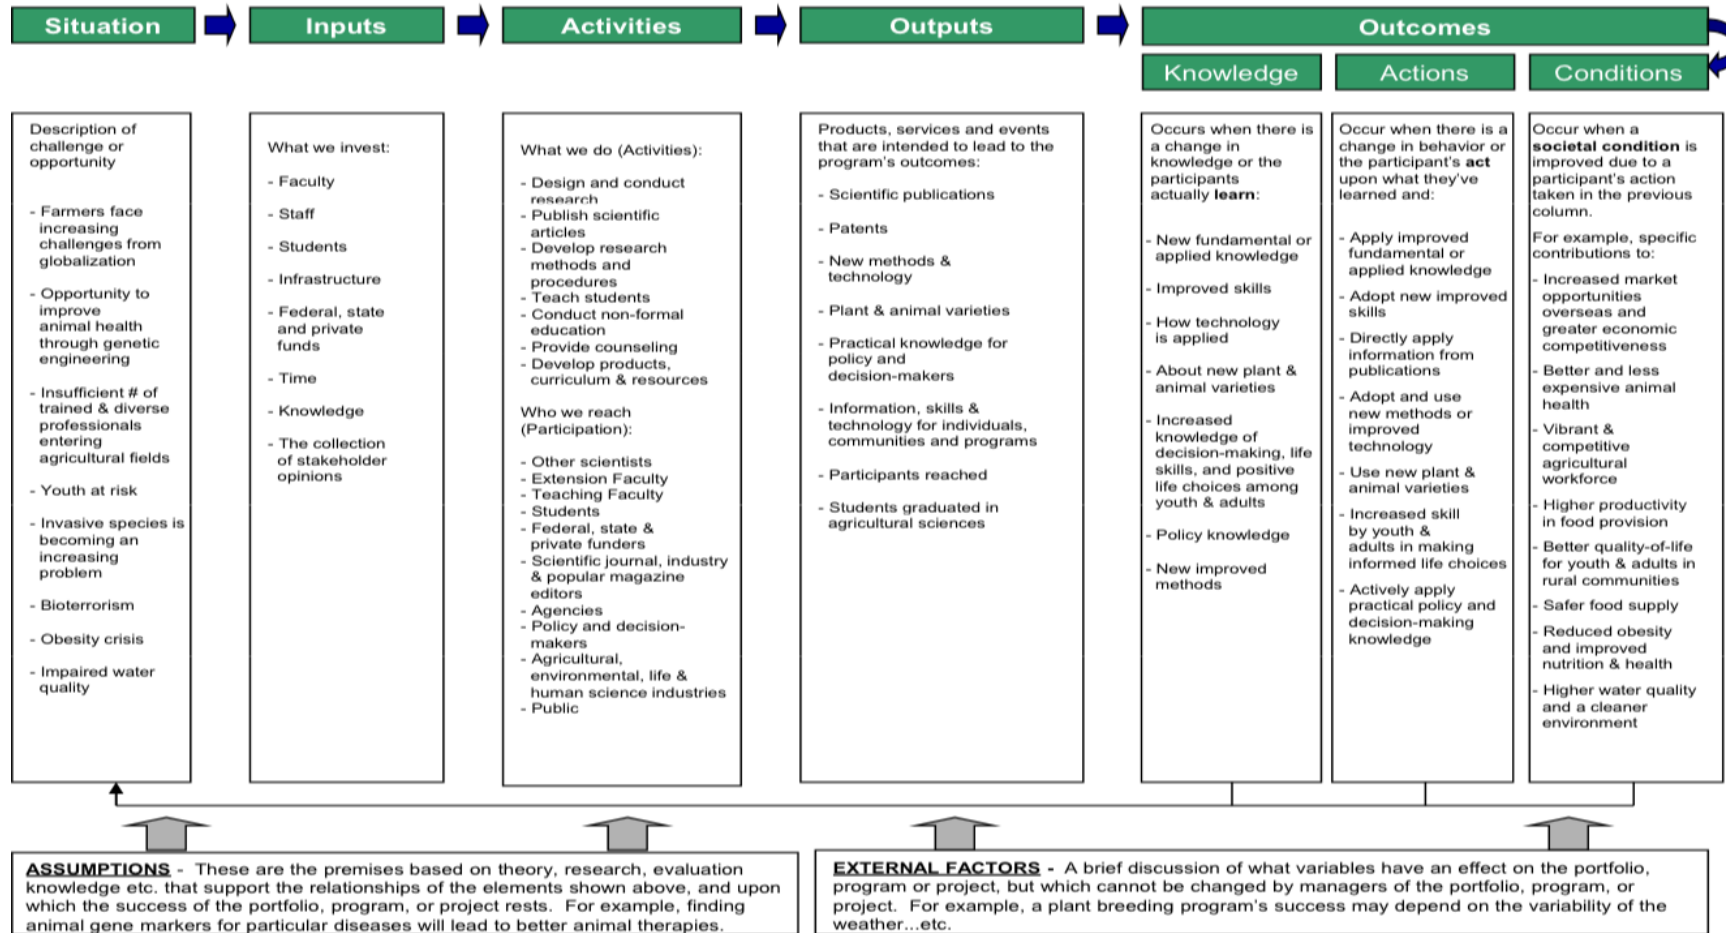 Situation
Inputs
Activities
Outputs
Outcomes
Knowledge
Actions
Conditions
Description of
challenge or
opportunity
- Farmers face
increasing
challenges from
globalization
- Opportunity to
improve
animal health
through genetic
engineering
- Insufficient # of
trained & diverse
professionals
entering
agricultural fields
- Youth at risk
- Invasive species is
becoming an
increasing
problem
- Bioterrorism
- Obesity crisis
- Impaired water
quality
What we invest:
- Faculty
- Staff
- Students
- Infrastructure
- Federal, state
and private
funds
- Time
- Knowledge
- The collection
of stakeholder
opinions
What we do (Activities):
- Design and conduct
research
- Publish scientific
articles
- Develop research
methods and
procedures
- Teach students
- Conduct non-formal
education
- Provide counseling
- Develop products,
curriculum & resources
Who we reach
(Participation):
- Other scientists
- Extension Faculty
- Teaching Faculty
- Students
- Federal, state &
private funders
- Scientific journal, industry
& popular magazine
editors
- Agencies
- Policy and decision-
makers
- Agricultural,
environmental, life &
human science industries
- Public
Products, services and events
that are intended to lead to the
program's outcomes:
- Scientific publications
- Patents
- New methods &
technology
- Plant & animal varieties
- Practical knowledge for
policy and
decision-makers
- Information, skills &
technology for individuals,
communities and programs
- Participants reached
- Students graduated in
agricultural sciences
Occurs when there is
a change in
knowledge or the
participants
actually learn:
- New fundamental or
applied knowledge
- Improved skills
- How technology
is applied
- About new plant &
animal varieties
- Increased
knowledge of
decision-making, life
skills, and positive
life choices among
youth & adults
- Policy knowledge
- New improved
methods
Occur when there is a
change in behavior or
the participant's act
upon what they've
learned and:
- Apply improved
fundamental or
applied knowledge
- Adopt new improved
skills
- Directly apply
information from
publications
- Adopt and use
new methods or
improved
technology
- Use new plant &
animal varieties
- Increased skill
by youth &
adults in making
informed life choices
- Actively apply
practical policy and
decision-making
knowledge
Occur when a
societal condition is
improved due to a
participant's action
taken in the previous
column.
For example, specific
contributions to:
- Increased market
opportunities
overseas and
greater economic
competitiveness
- Better and less
expensive animal
health
- Vibrant &
competitive
agricultural
workforce
- Higher productivity
in food provision
- Better quality-of-life
for youth & adults in
rural communities
- Safer food supply
- Reduced obesity
and improved
nutrition & health
- Higher water quality
and a cleaner
environment
ASSUMPTIONS - These are the premises based on theory, research, evaluation
knowledge etc. that support the relationships of the elements shown above, and upon
which the success of the portfolio, program, or project rests. For example, finding
animal gene markers for particular diseases will lead to better animal therapies.
EXTERNAL FACTORS - A brief discussion of what variables have an effect on the portfolio,
program or project, but which cannot be changed by managers of the portfolio, program, or
project. For example, a plant breeding program's success may depend on the variability of the
weather...etc.